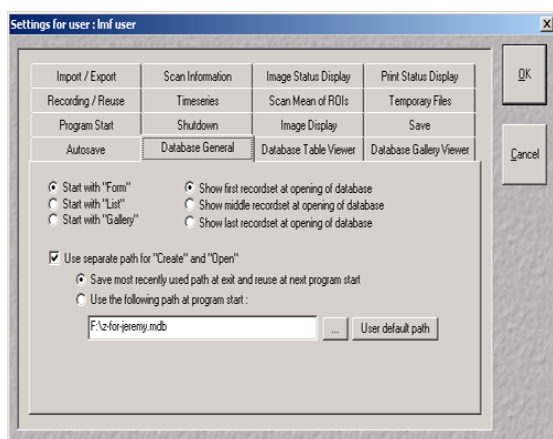 Settings for user : lmf user
X
Import / Export Scan Information Image Status Display Print Status Display
Recording / Reuse Timeseries Scan Mean of ROIs Temporary Files
Program Start Shutdown Image Display Save
Autosave Database General Database Table Viewer Database Gallery Viewer
OK
Cancel
Start with "Form" Show first recordset at opening of database
Start with "List" Show middle recordset at opening of database
Start with "Gallery" Show last recordset at opening of database
Use separate path for "Create" and "Open"
Save most recently used path at exit and reuse at next program start
Use the following path at program start :
F:\z-for-jeremy.mdb ... User default path